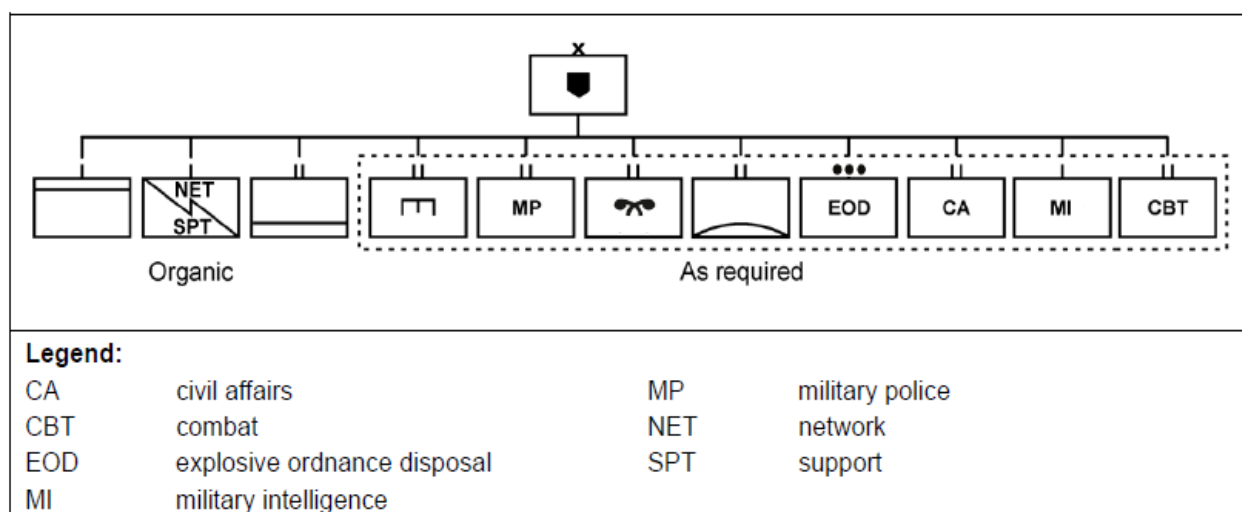 x
NET
SPT
MP
EOD
CA
MI
CBT
Organic
As required
Legend:
CA civil affairs
MP military police
CBT combat
NET network
EOD explosive ordnance disposal
SPT support
MI military intelligence